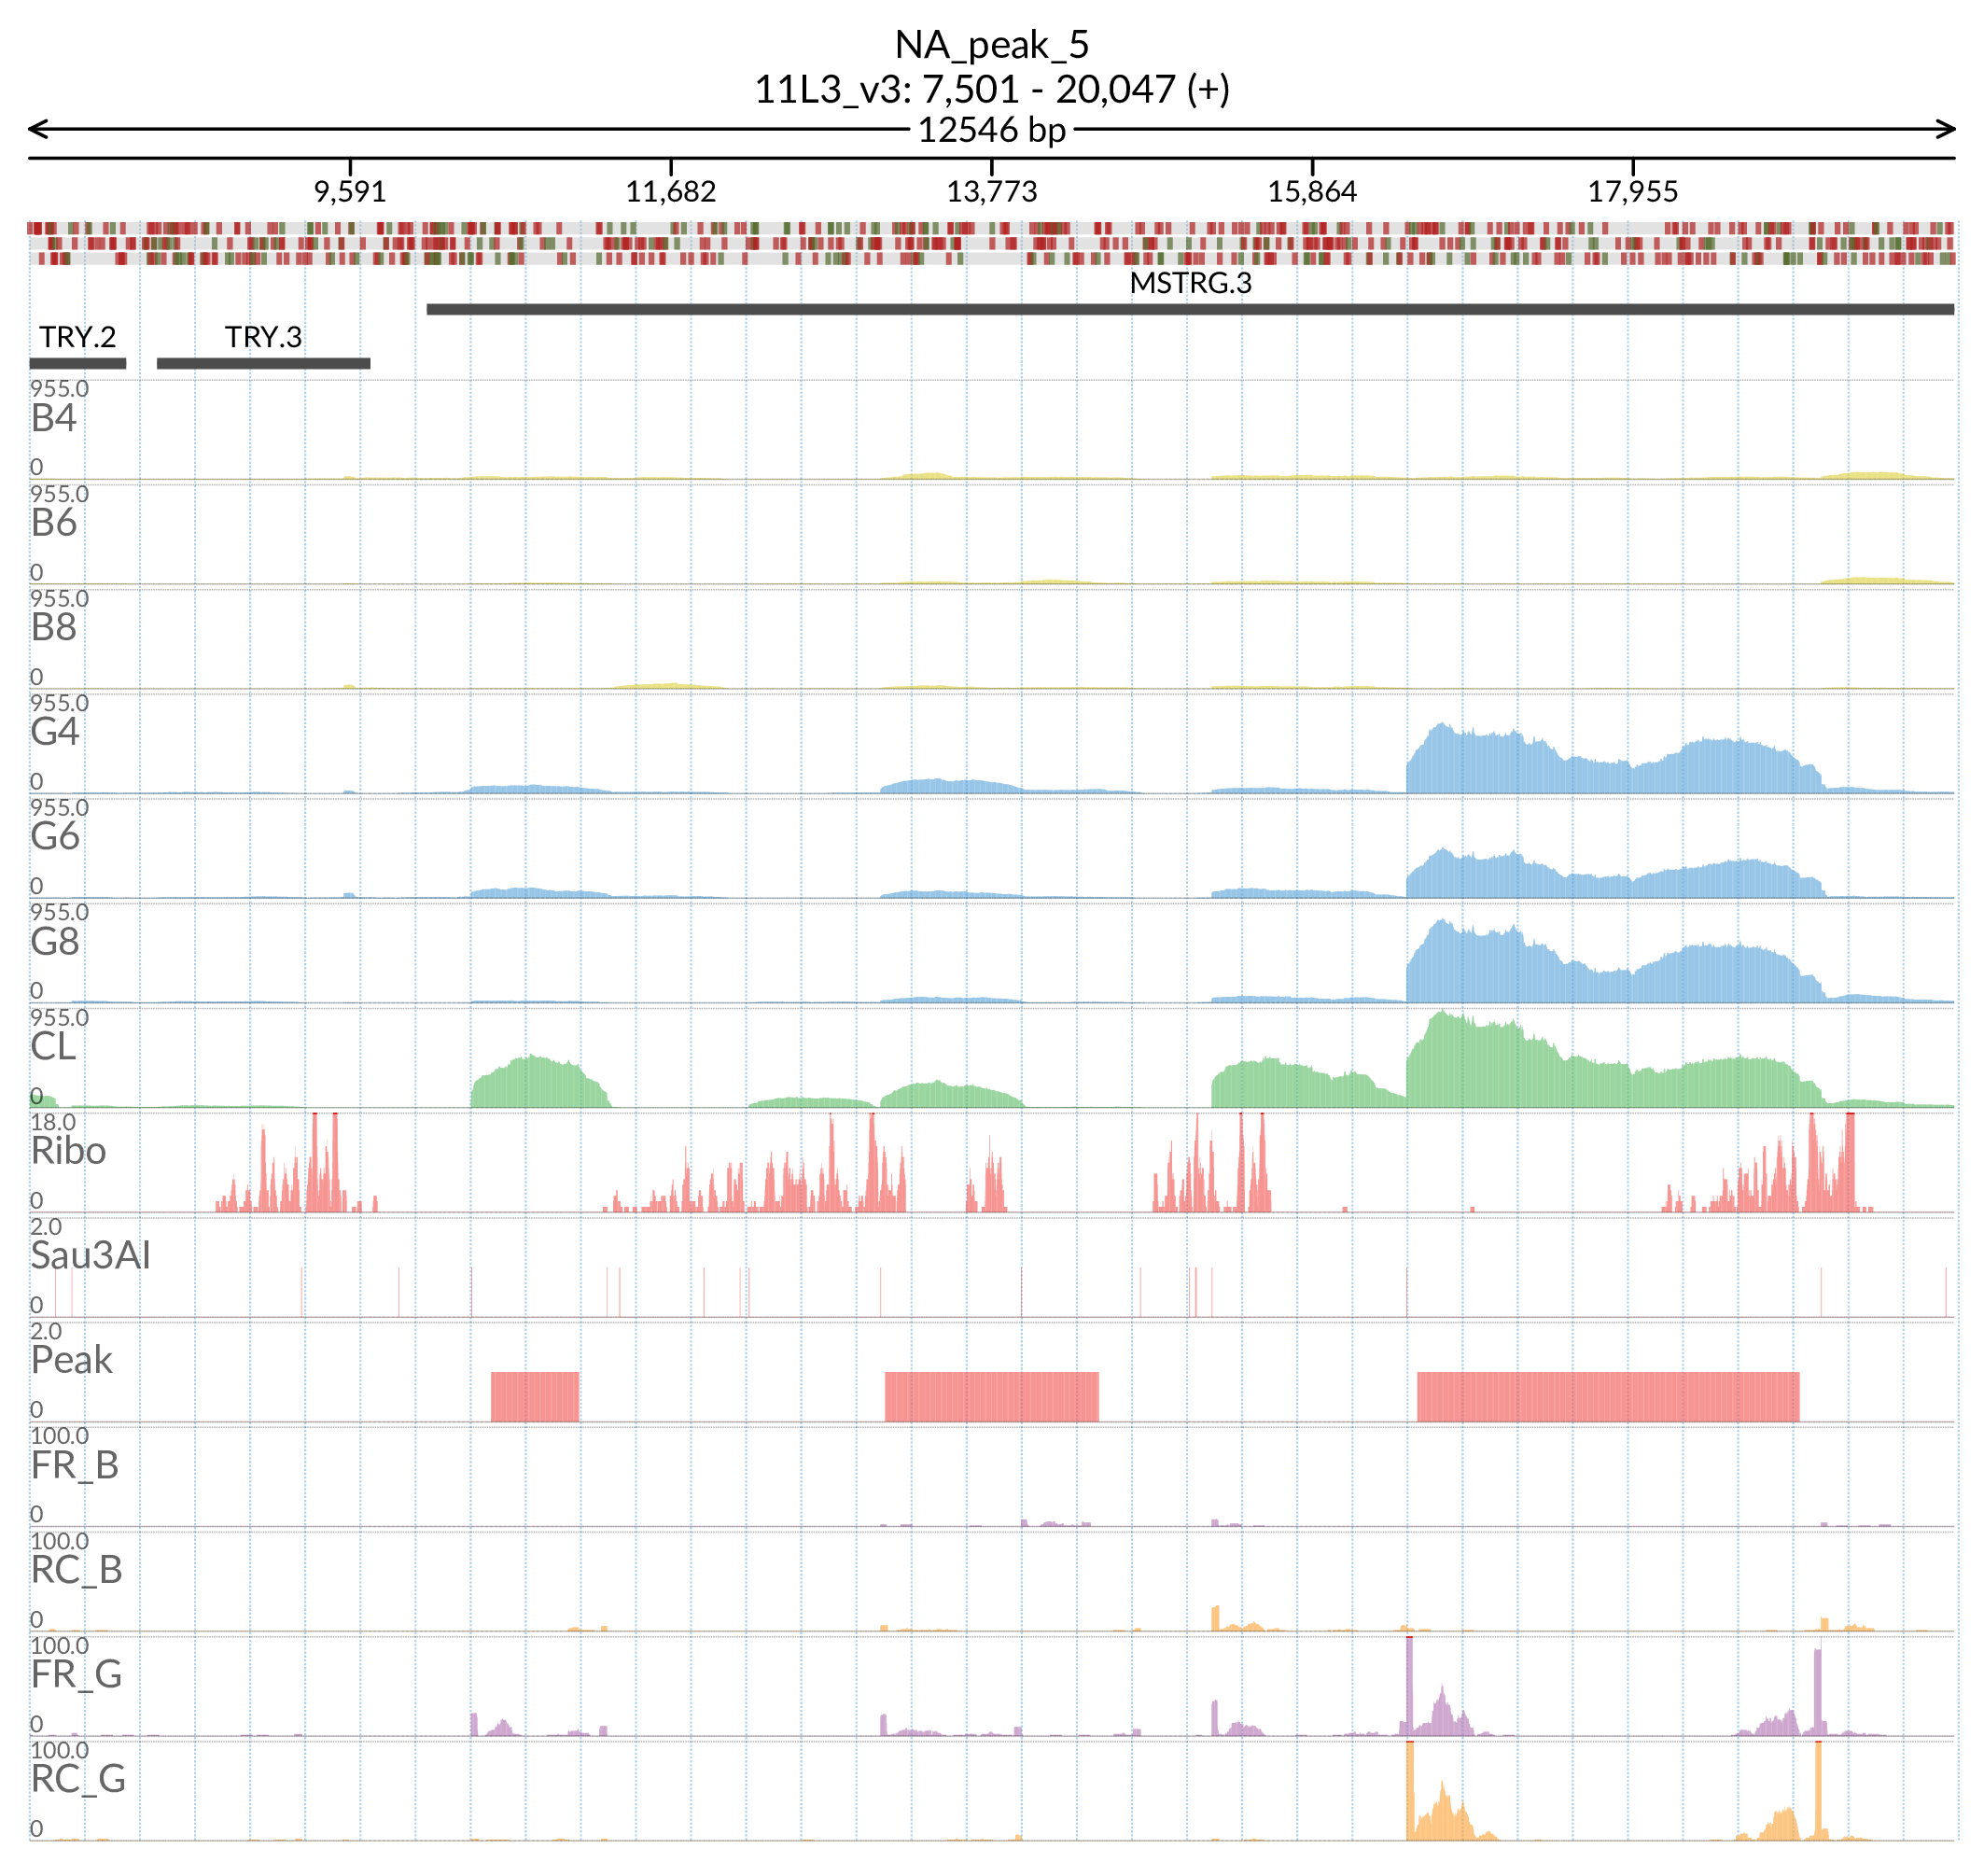 NA_peak_5
11L3_v3: 7,501 - 20,047 (+)
12546 bp
9,591 11,682 13,773 15,864 17,955
MSTRG.3
TRY.2 TRY.3
955.0
B4
0
955.0
B6
0
955.0
B8
0
955.0
G4
0
955.0
G6
0
955.0
G8
0
955.0
CL
0
18.0
Ribo
0
2.0
Sau3AI
0
2.0
Peak
0
100.0
FR_B
0
100.0
RC_B
0
100.0
FR_G
0
100.0
RC_G
0